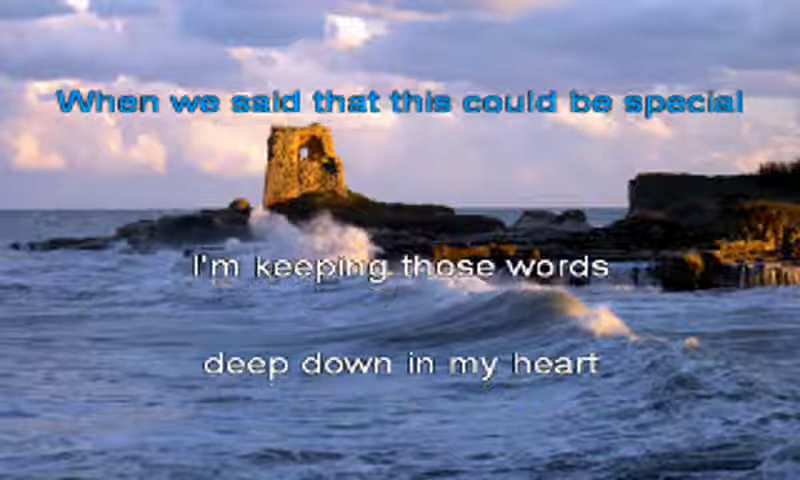 When we said that this could be special
I'm keeping those words
deep down in my heart